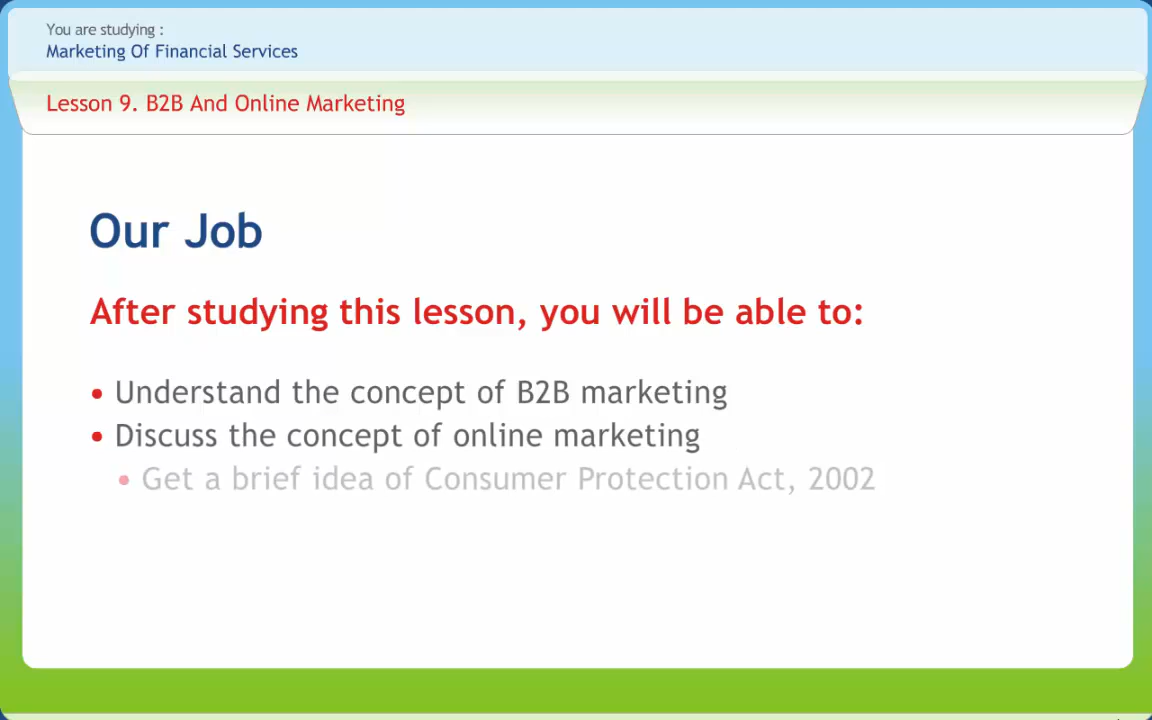 You are studying :
Marketing Of Financial Services
Lesson 9. B2B And Online Marketing
Our Job
After studying this lesson, you will be able to:
• Understand the concept of B2B marketing
• Discuss the concept of online marketing
• Get a brief idea of Consumer Protection Act, 2002